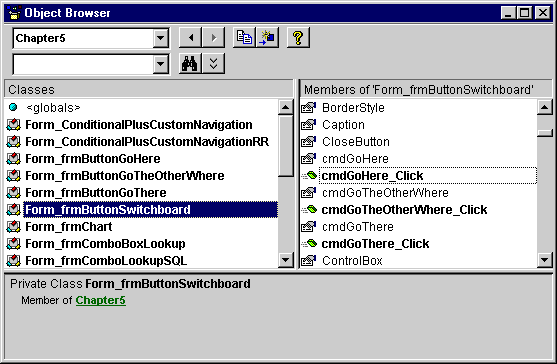 Object Browser
Chapter5
Classes
<globals>
Form_ConditionalPlusCustomNavigation
Form_ConditionalPlusCustomNavigationRR
Form_frmButtonGoHere
Form_frmButtonGoTheOtherWhere
Form_frmButtonGoThere
Form_frmButtonSwitchboard
Form_frmChart
Form_frmComboBoxLookup
Form_frmComboLookupSQL
Members of 'Form_frmButtonSwitchboard'
BorderStyle
Caption
CloseButton
cmdGoHere
cmdGoHere_Click
cmdGoTheOtherWhere
cmdGoTheOtherWhere_Click
cmdGoThere
cmdGoThere_Click
ControlBox
Private Class Form_frmButtonSwitchboard
Member of Chapter5